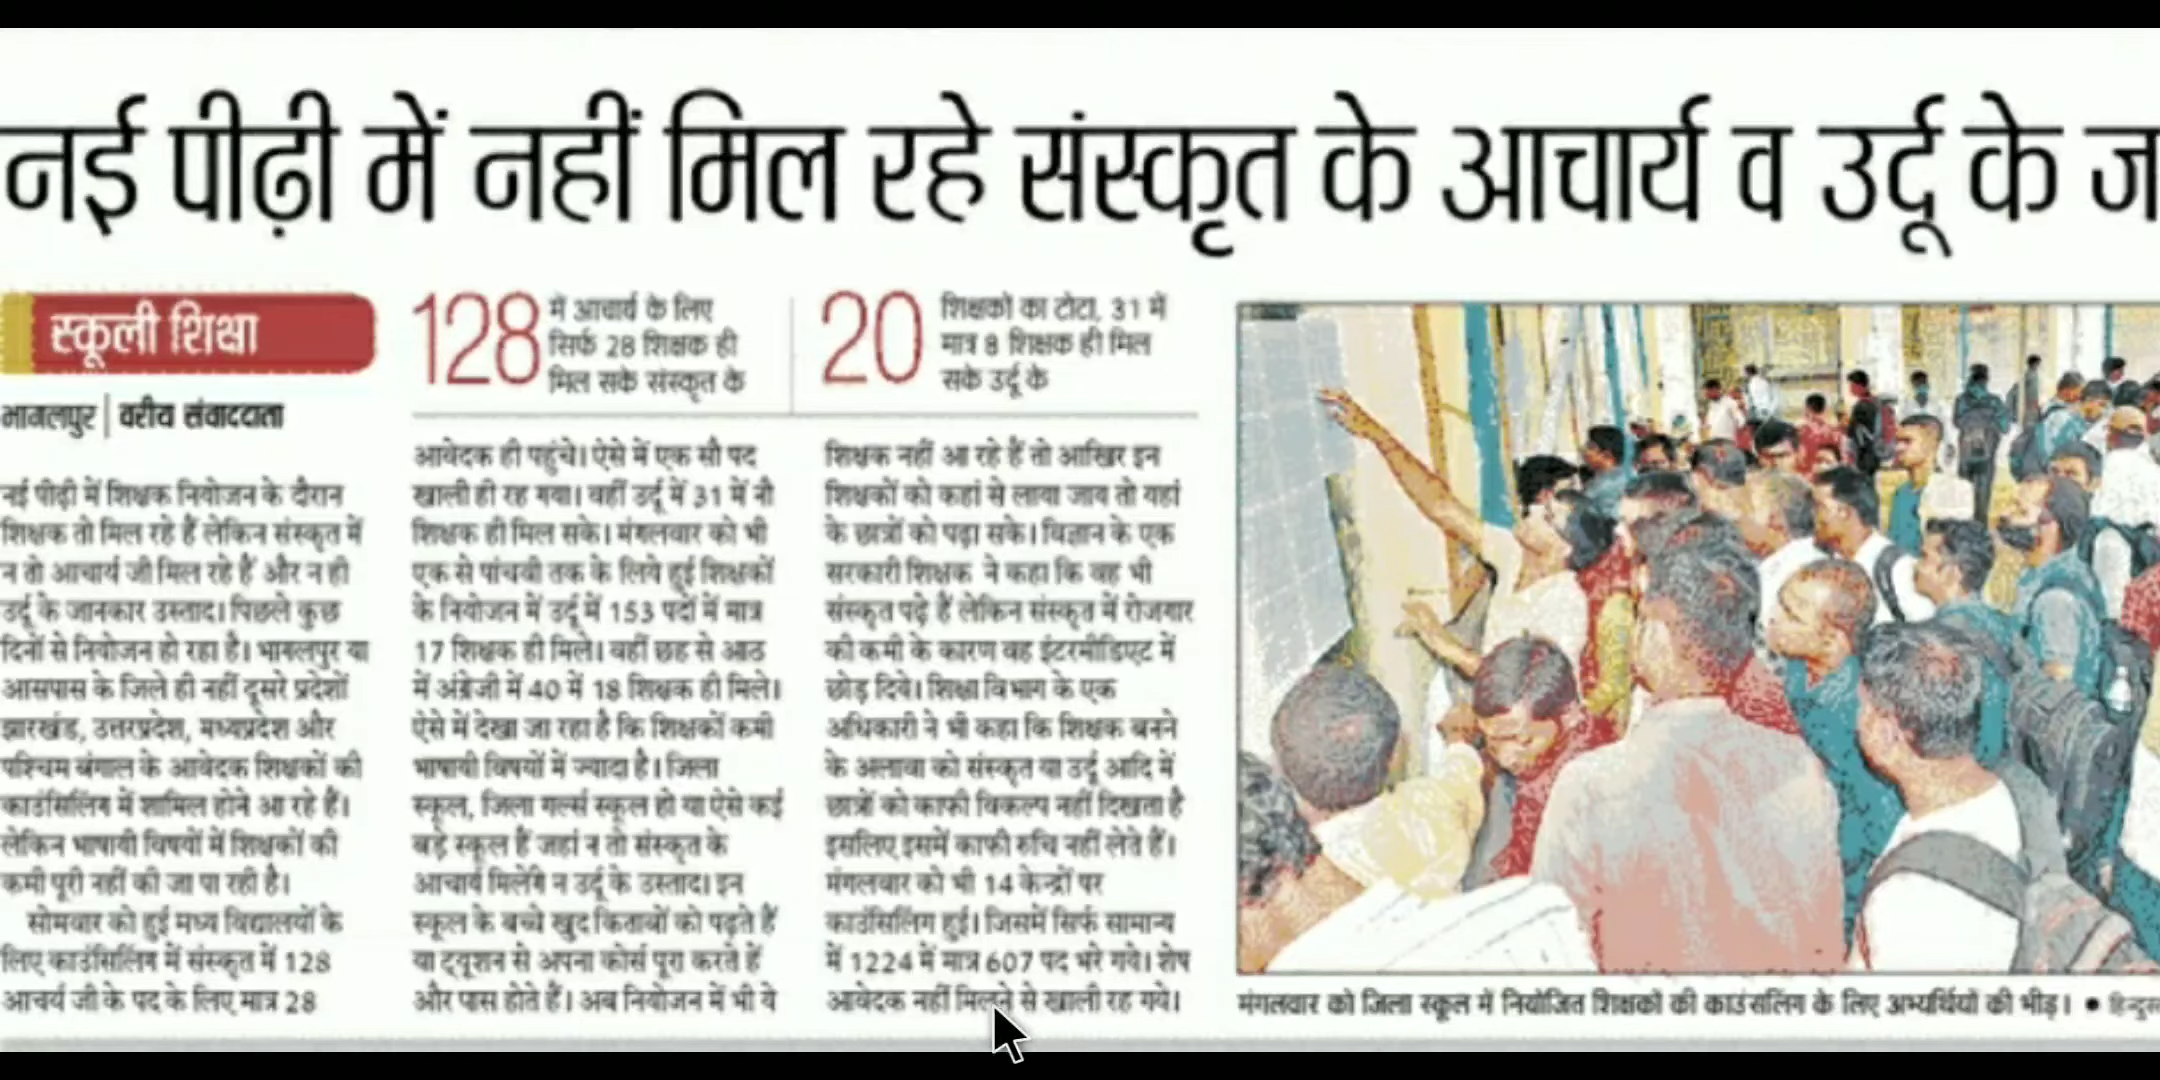 नई पीढ़ी में नहीं मिल रहे संस्कृत के आचार्य व उर्दू के ज
स्कूली शिक्षा
भागलपुर | वरीय संवाददाता
नई पीढ़ी में शिक्षक नियोजन के दौरान
शिक्षक तो मिल रहे हैं लेकिन संस्कृत में
न तो आचार्य जी मिल रहे हैं और न ही
उर्दू के जानकार उस्ताद। पिछले कुछ
दिनों से नियोजन हो रहा है। भागलपुर या
आसपास के जिले ही नहीं दूसरे प्रदेशों
झारखंड, उत्तरप्रदेश, मध्यप्रदेश और
पश्चिम बंगाल के आवेदक शिक्षकों की
काउंसिलिंग में शामिल होने आ रहे हैं।
लेकिन भाषायी विषयों में शिक्षकों की
कमी पूरी नहीं की जा पा रही है।
सोमवार को हुई मध्य विद्यालयों के
लिए काउंसिलिंग में संस्कृत में 128
आचर्य जी के पद के लिए मात्र 28
128 में आचार्य के लिए
सिर्फ 28 शिक्षक ही
मिल सके संस्कृत के
आवेदक ही पहुंचे। ऐसे में एक सौ पद
खाली ही रह गया। वहीं उर्दू में 31 में नौ
शिक्षक ही मिल सके। मंगलवार को भी
एक से पांचवी तक के लिये हुई शिक्षकों
के नियोजन में उर्दू में 153 पदों में मात्र
17 शिक्षक ही मिले। वहीं छह से आठ
में अंग्रेजी में 40 में 18 शिक्षक ही मिले।
ऐसे में देखा जा रहा है कि शिक्षकों कमी
भाषायी विषयों में ज्यादा है। जिला
स्कूल, जिला गर्ल्स स्कूल हो या ऐसे कई
बड़े स्कूल हैं जहां न तो संस्कृत के
आचार्य मिलेंगे न उर्दू के उस्ताद। इन
स्कूल के बच्चे खुद किताबों को पढ़ते हैं
या ट्यूशन से अपना कोर्स पूरा करते हैं
और पास होते हैं। अब नियोजन में भी ये
20 शिक्षकों का टोटा, 31 में
मात्र 8 शिक्षक ही मिल
सके उर्दू के
शिक्षक नहीं आ रहे हैं तो आखिर इन
शिक्षकों को कहां से लाया जाय तो यहां
के छात्रों को पढ़ा सके। विज्ञान के एक
सरकारी शिक्षक ने कहा कि वह भी
संस्कृत पढ़े हैं लेकिन संस्कृत में रोजगार
की कमी के कारण वह इंटरमीडिएट में
छोड़ दिये। शिक्षा विभाग के एक
अधिकारी ने भी कहा कि शिक्षक बनने
के अलावा को संस्कृत या उर्दू आदि में
छात्रों को काफी विकल्प नहीं दिखता है
इसलिए इसमें काफी रुचि नहीं लेते हैं।
मंगलवार को भी 14 केन्द्रों पर
काउंसिलिंग हुई। जिसमें सिर्फ सामान्य
में 1224 में मात्र 607 पद भरे गये। शेष
आवेदक नहीं मिलने से खाली रह गये।
मंगलवार को जिला स्कूल में नियोजित शिक्षकों की काउंसलिंग के लिए अभ्यर्थियों की भीड़। ●